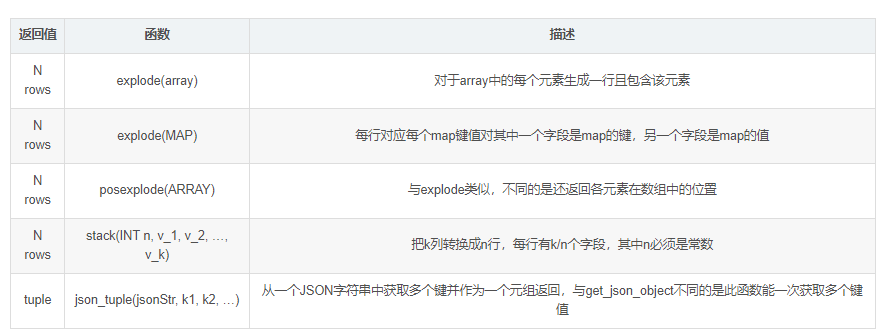 返回值 函数 描述
N
rows
explode(array)
对于array中的每个元素生成一行且包含该元素
N
rows
explode(MAP)
每行对应每个map键值对其中一个字段是map的键，另一个字段是map的值
N
rows
posexplode(ARRAY)
与explode类似，不同的是还返回各元素在数组中的位置
N
rows
stack(INT n, v_1, v_2, …,
v_k)
把k列转换成n行，每行有k/n个字段，其中n必须是常数
tuple
json_tuple(jsonStr, k1, k2, …)
从一个JSON字符串中获取多个键并作为一个元组返回，与get_json_object不同的是此函数能一次获取多个键
值